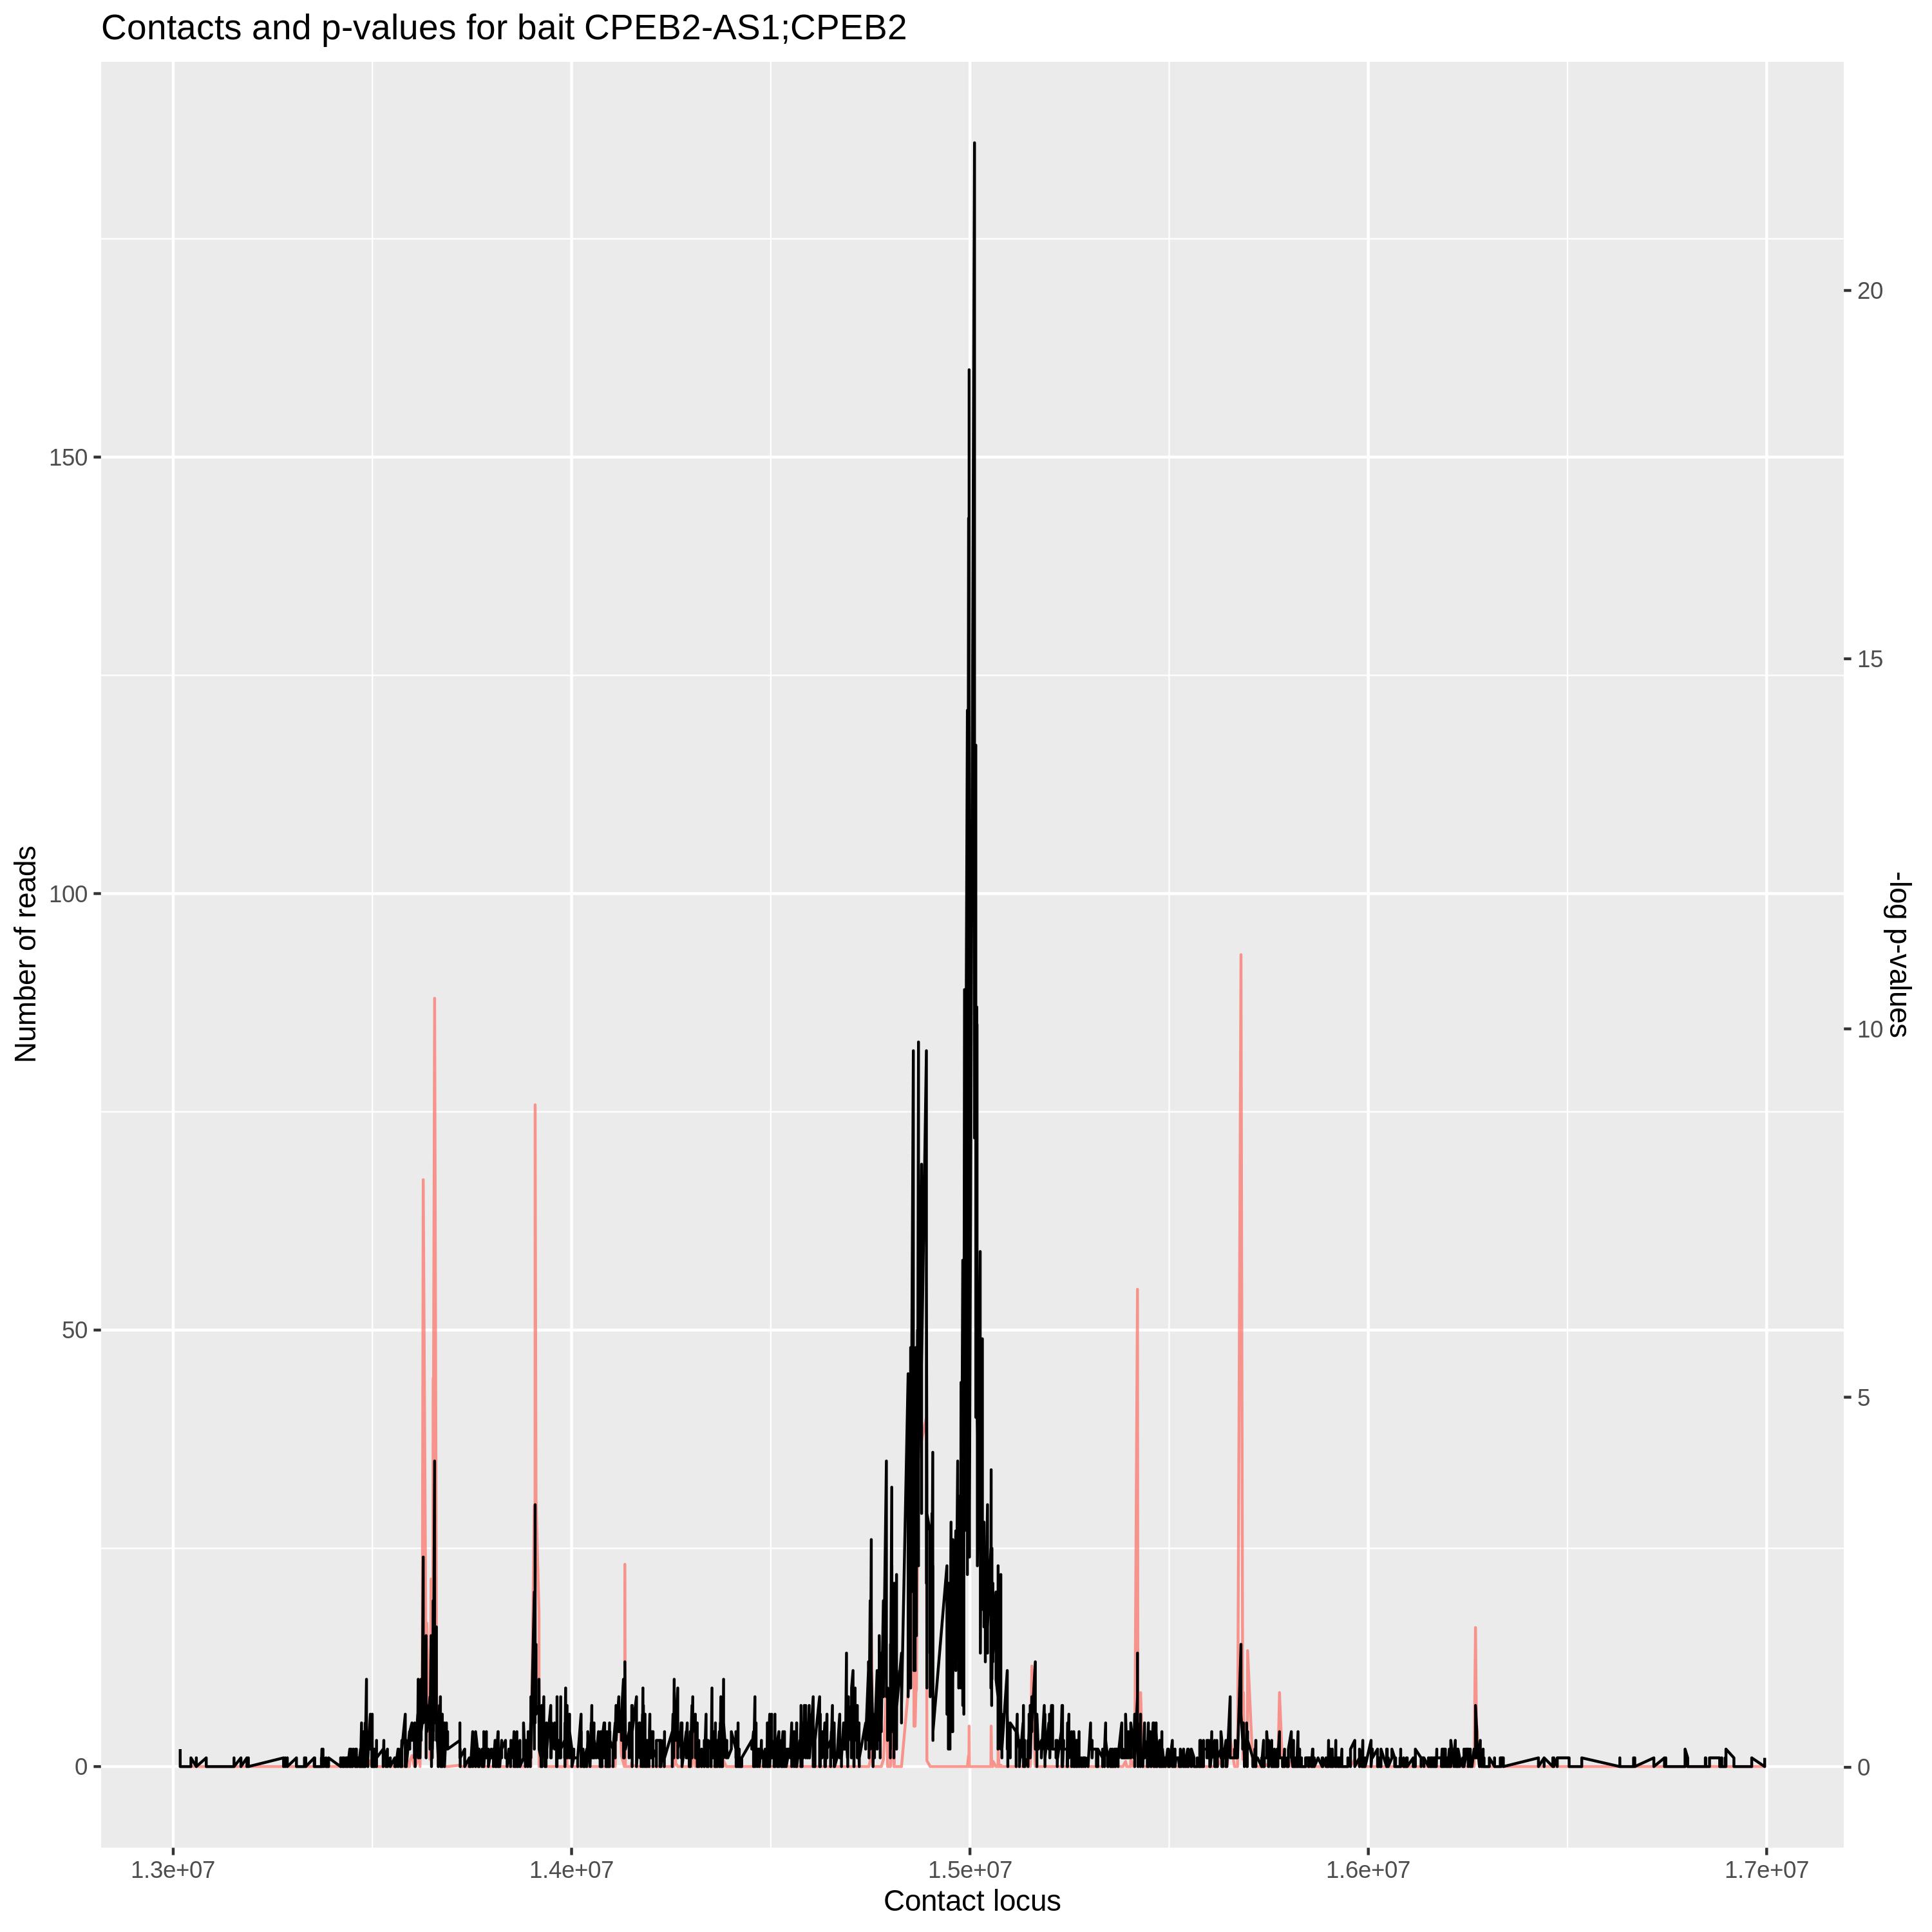 Contacts and p-values for bait CPEB2-AS1;CPEB2
150
100
50
0
Number of reads
20
15
10
5
0
-log p-values
1.3e+07
1.4e+07
1.5e+07
1.6e+07
1.7e+07
Contact locus